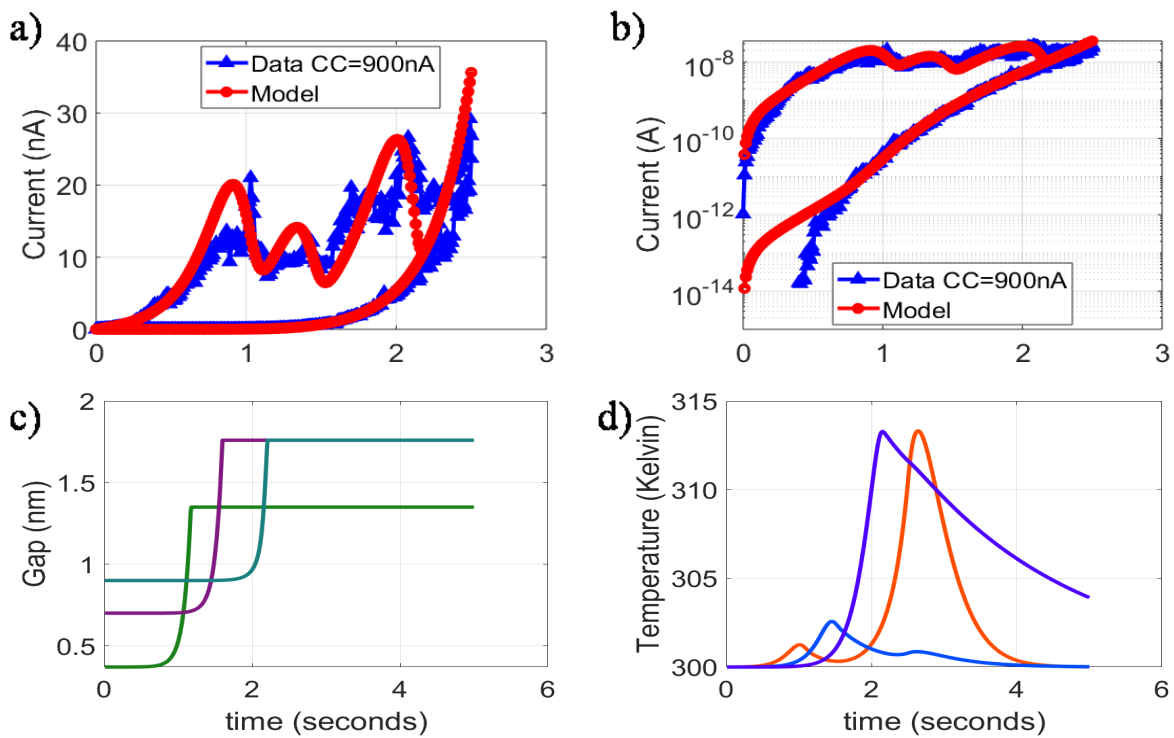 a)
40
30
20
10
0
Current (nA)
Data CC=900nA
Model
0 1 2 3
b)
10-8
10-10
10-12
10-14
Current (A)
Data CC=900nA
Model
0 1 2 3
c)
2
1.5
1
0.5
Gap (nm)
0 2 4 6
time (seconds)
d)
315
310
305
300
Temperature (Kelvin)
0 2 4 6
time (seconds)